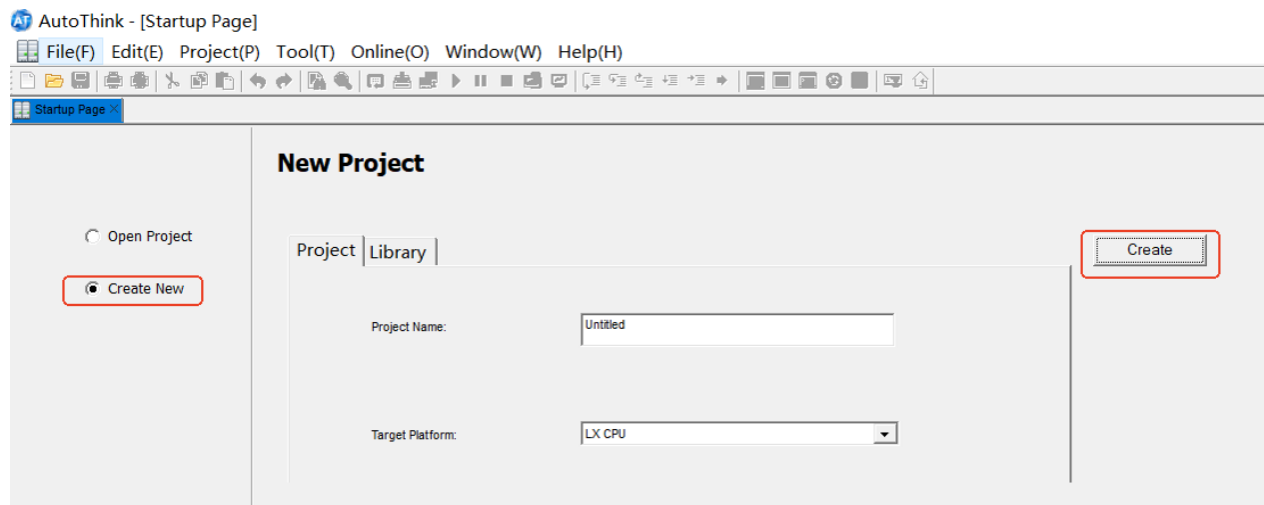 AutoThink - [Startup Page]
File(F) Edit(E) Project(P) Tool(T) Online(O) Window(W) Help(H)
Startup Page
New Project
Open Project
Create New
Project Library
Create
Project Name:
Untitled
Target Platform:
LX CPU